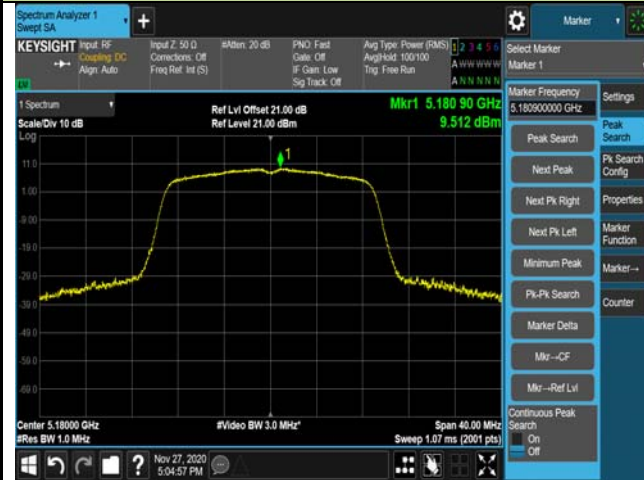 Spectrum Analyzer 1
Swept SA
+
Marker
KEYSIGHT
Input: RF
Coupling: DC
Align: Auto
Input Z: 50 Ω
Corrections: Off
Freq Ref: Int (S)
#Atten: 20 dB
PNO: Fast
Gate: Off
IF Gain: Low
Sig Track: Off
Avg Type: Power (RMS)
Avg|Hold: 100/100
Trig: Free Run
1 2 3 4 5 6
A W W W W W
A N N N N N
Select Marker
Marker 1
1 Spectrum
Scale/Div 10 dB
Log
Ref Lvl Offset 21.00 dB
Ref Level 21.00 dBm
Mkr1 5.180 90 GHz
9.512 dBm
1
11.0
1.00
-9.00
-19.0
-29.0
-39.0
-49.0
-59.0
-69.0
Center 5.18000 GHz
#Res BW 1.0 MHz
#Video BW 3.0 MHz*
Span 40.00 MHz
Sweep 1.07 ms (2001 pts)
Marker Frequency
5.180900000 GHz
Peak Search
Next Peak
Next Pk Right
Next Pk Left
Minimum Peak
Pk-Pk Search
Marker Delta
Mkr→CF
Mkr→Ref Lvl
Continuous Peak
Search
On
Off
Settings
Peak
Search
Pk Search
Config
Properties
Marker
Function
Marker→
Counter
?
Nov 27, 2020
5:04:57 PM